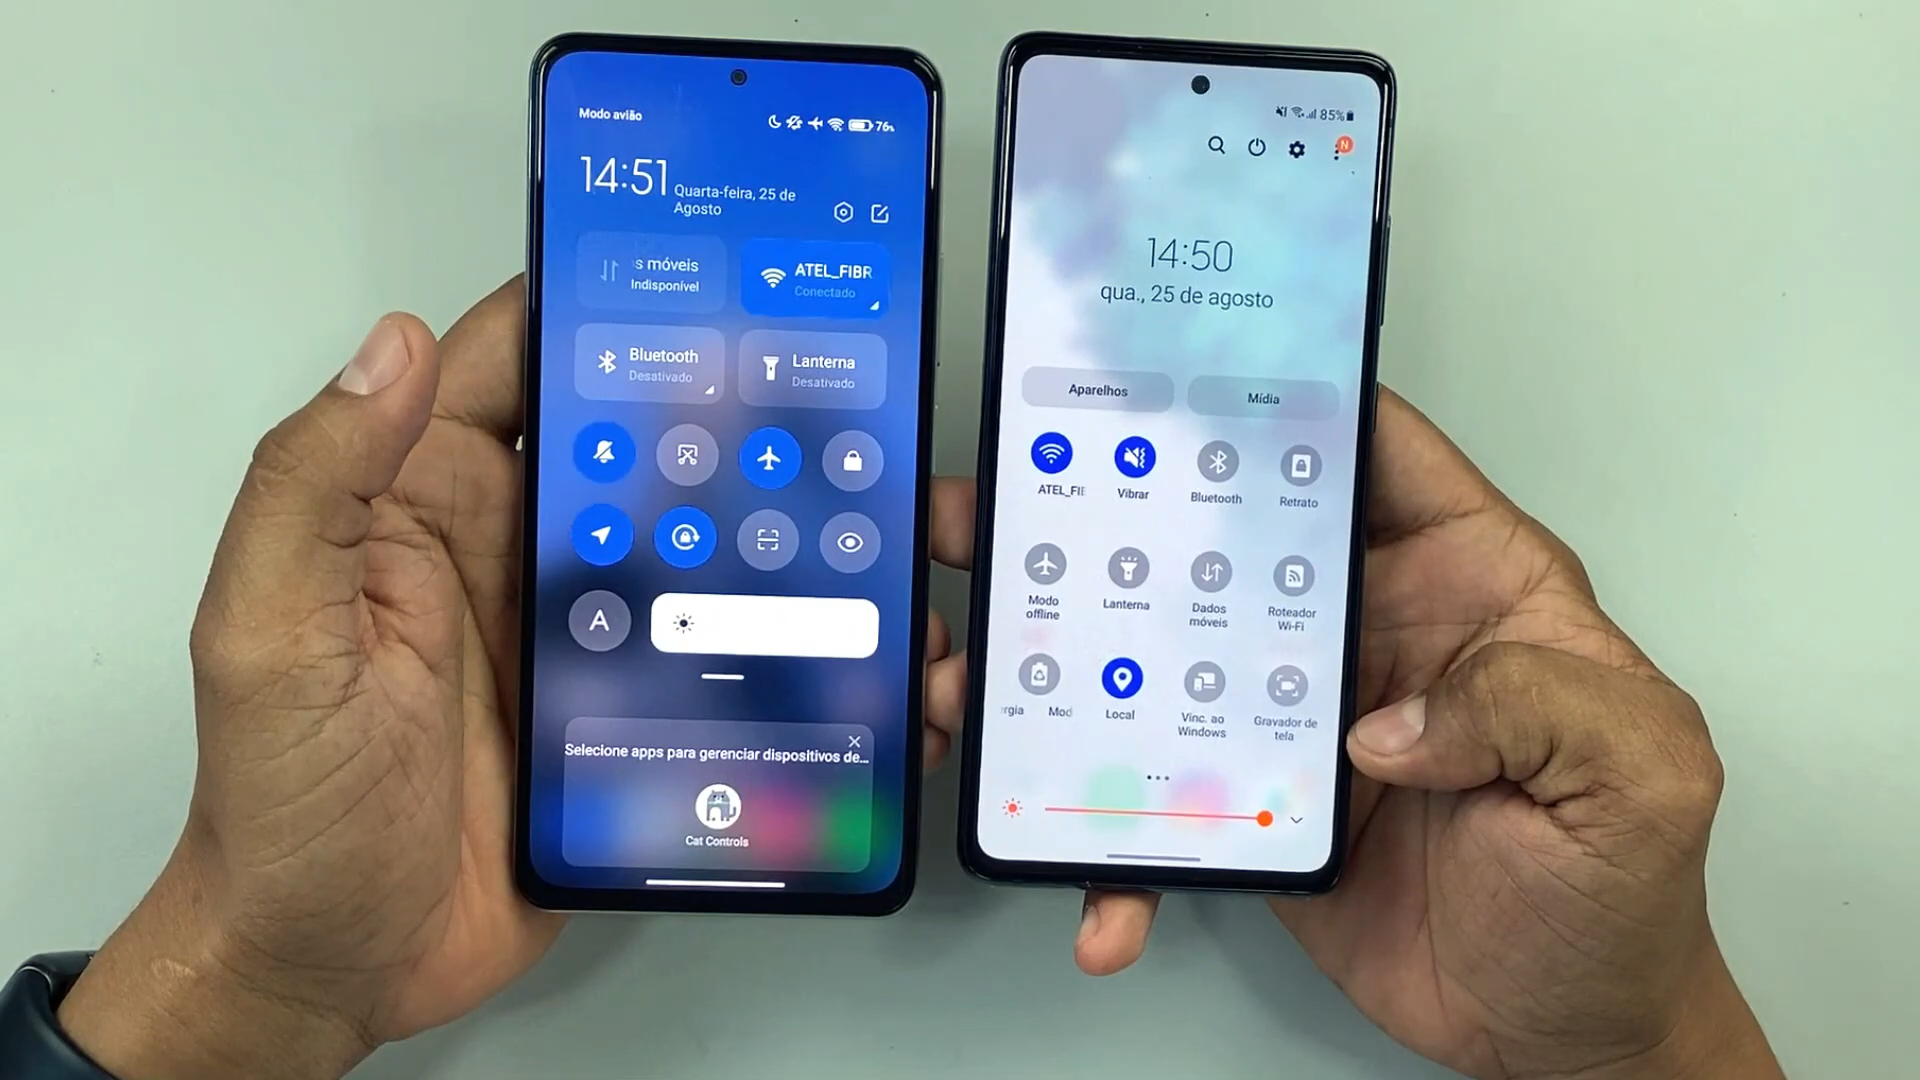 Modo avião
76%
14:51
Quarta-feira, 25 de
Agosto
s móveis
Indisponível
ATEL_FIBR
Conectado
Bluetooth
Desativado
Lanterna
Desativado
A
Selecione apps para gerenciar dispositivos de...
Cat Controls
85%
N
14:50
qua., 25 de agosto
Aparelhos
Mídia
ATEL_FIE
Vibrar
Bluetooth
Retrato
Modo
offline
Lanterna
Dados
móveis
Roteador
Wi-Fi
rgia
Mod
Local
Vinc. ao
Windows
Gravador de
tela